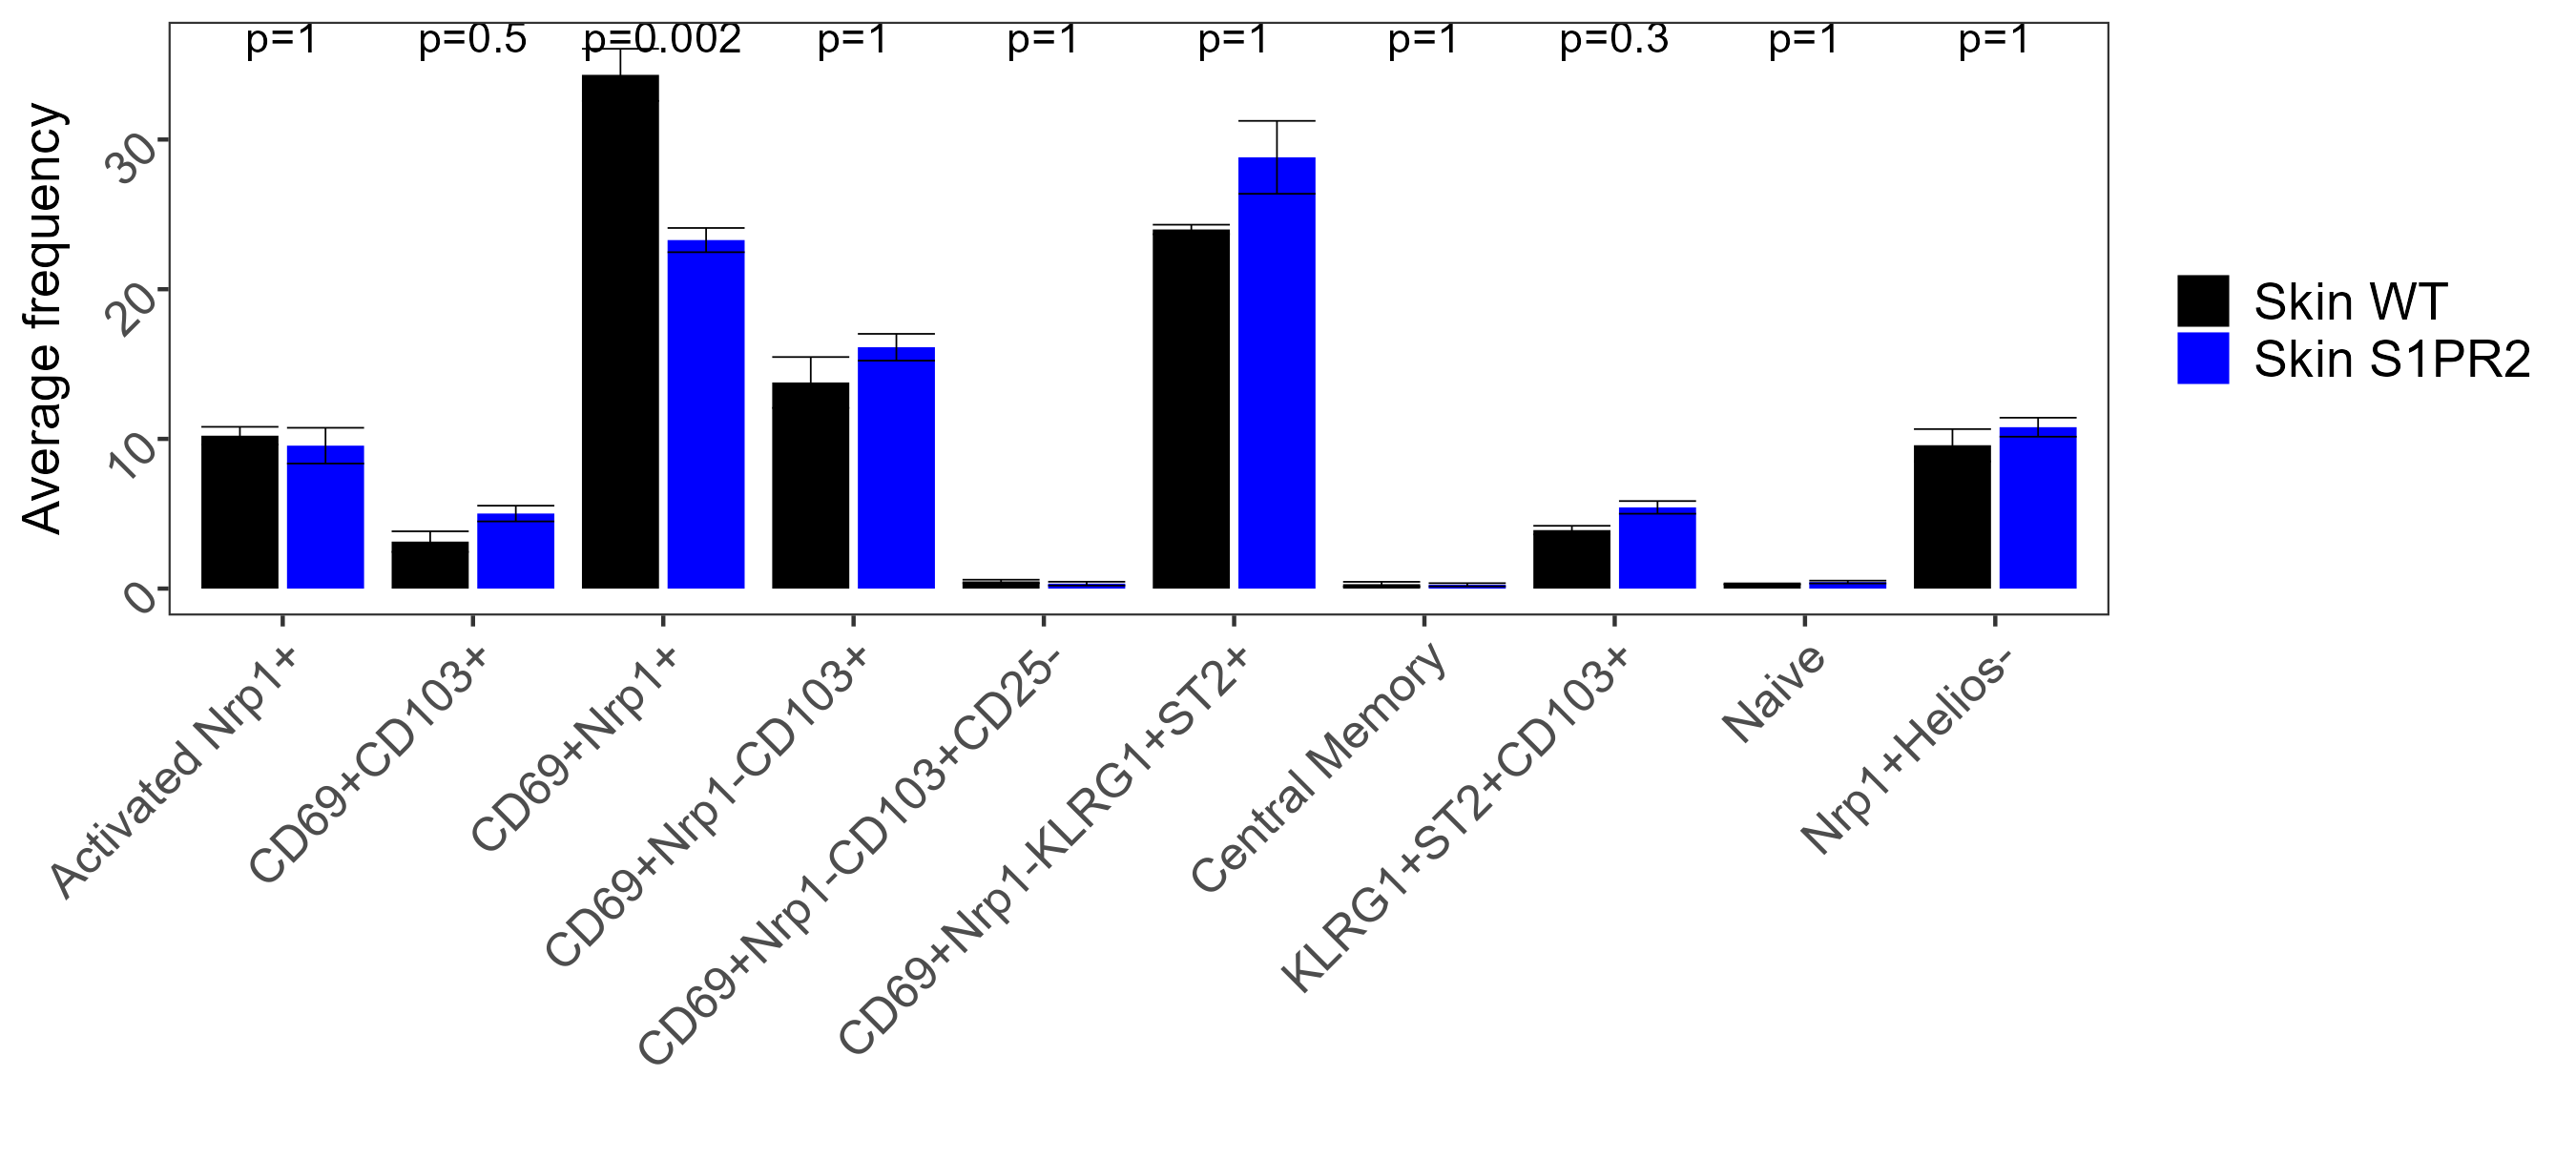 p=1 p=0.5 p=0.002 p=1 p=1 p=1 p=1 p=0.3 p=1 p=1
Average frequency
30
20
10
0
Activated Nrp1+
CD69+CD103+
CD69+Nrp1+
CD69+Nrp1-CD103+
CD69+Nrp1-CD103+CD25-
CD69+Nrp1-KLRG1+ST2+
Central Memory
KLRG1+ST2+CD103+
Naive
Nrp1+Helios-
Skin WT
Skin S1PR2